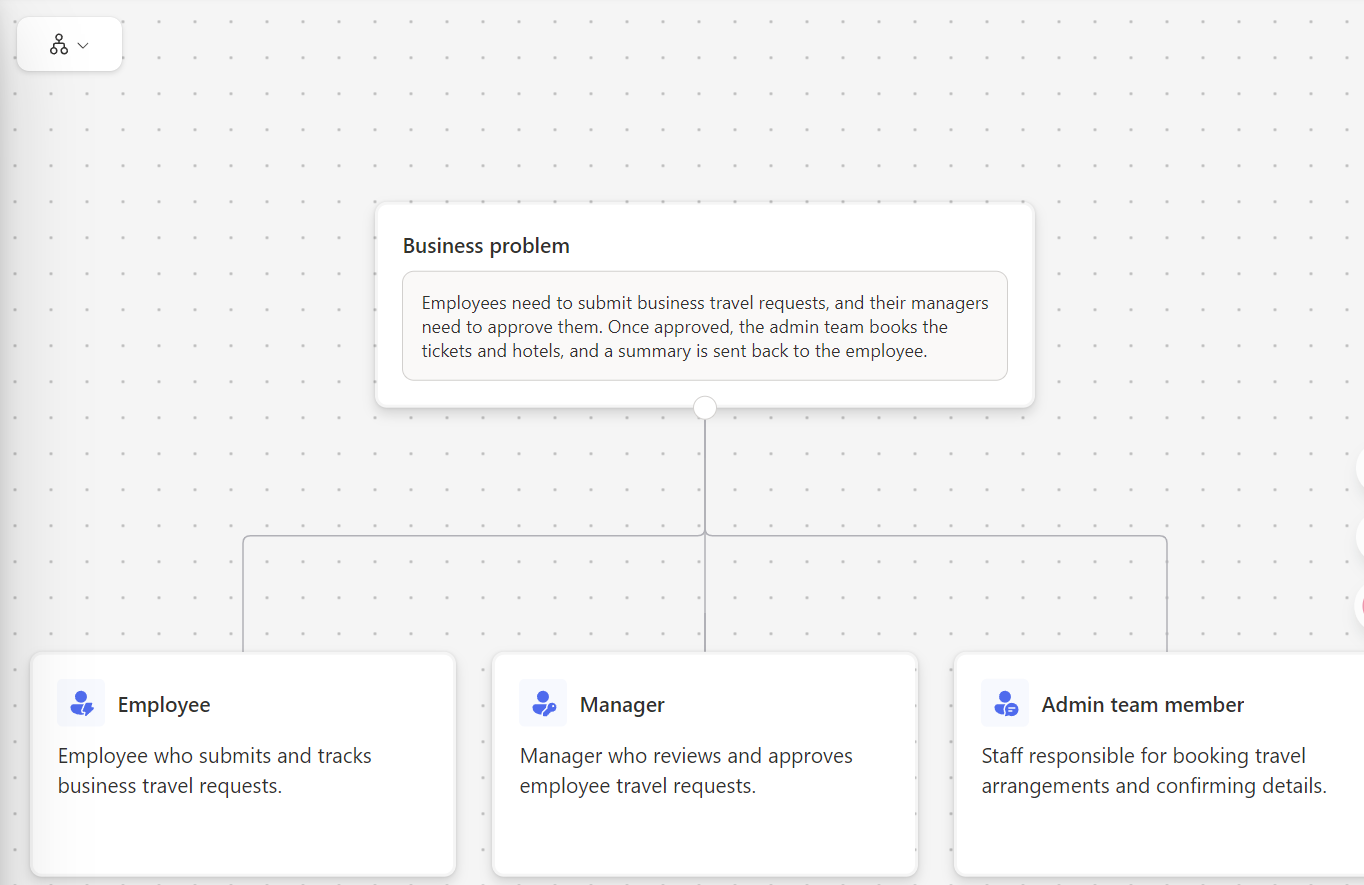 Business problem
Employees need to submit business travel requests, and their managers
need to approve them. Once approved, the admin team books the
tickets and hotels, and a summary is sent back to the employee.
Employee
Employee who submits and tracks
business travel requests.
Manager
Manager who reviews and approves
employee travel requests.
Admin team member
Staff responsible for booking travel
arrangements and confirming details.